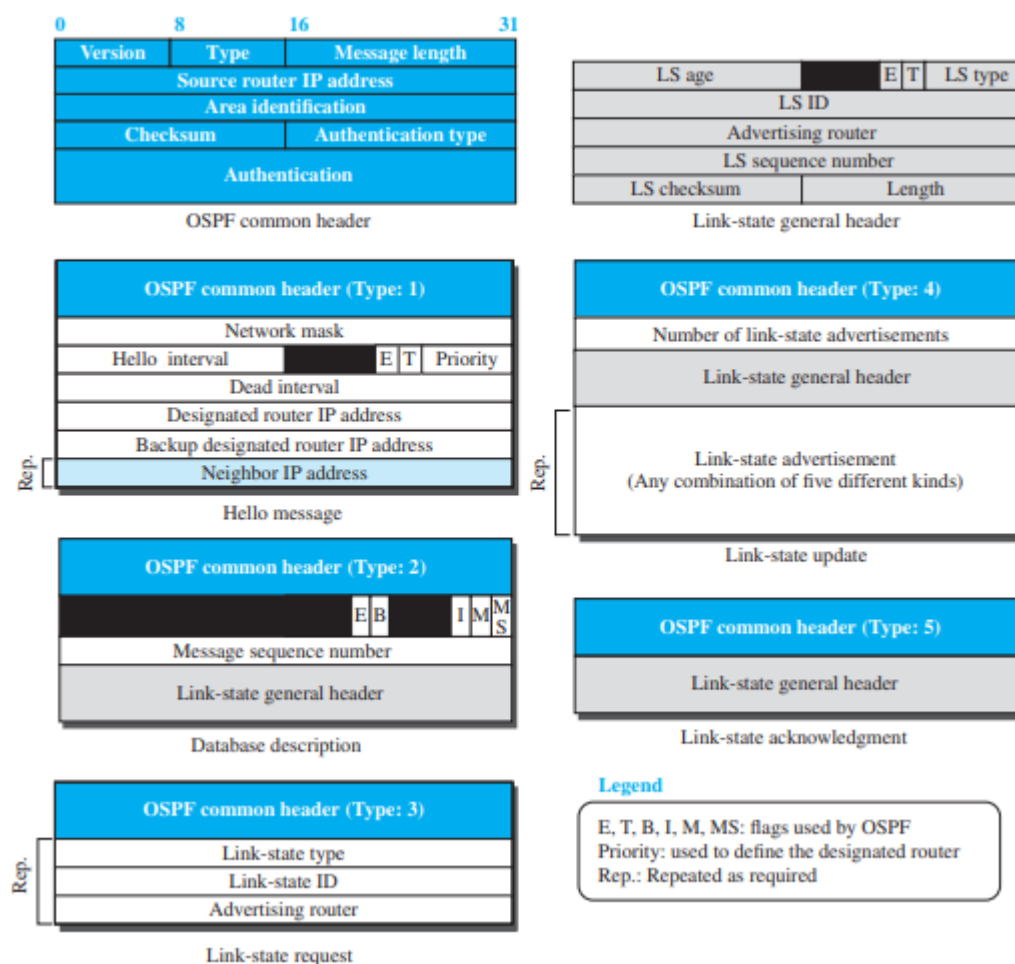 0 8 16 31
Version Type Message length
Source router IP address
Area identification
Checksum Authentication type
Authentication
OSPF common header
LS age E T LS type
LS ID
Advertising router
LS sequence number
LS checksum Length
Link-state general header
OSPF common header (Type: 1)
Network mask
Hello interval E T Priority
Dead interval
Designated router IP address
Backup designated router IP address
Rep. Neighbor IP address
Hello message
OSPF common header (Type: 4)
Number of link-state advertisements
Link-state general header
Rep.
Link-state advertisement
(Any combination of five different kinds)
Link-state update
OSPF common header (Type: 2)
E B I M MS
Message sequence number
Link-state general header
Database description
OSPF common header (Type: 5)
Link-state general header
Link-state acknowledgment
OSPF common header (Type: 3)
Rep.
Link-state type
Link-state ID
Advertising router
Link-state request
Legend
E, T, B, I, M, MS: flags used by OSPF
Priority: used to define the designated router
Rep.: Repeated as required